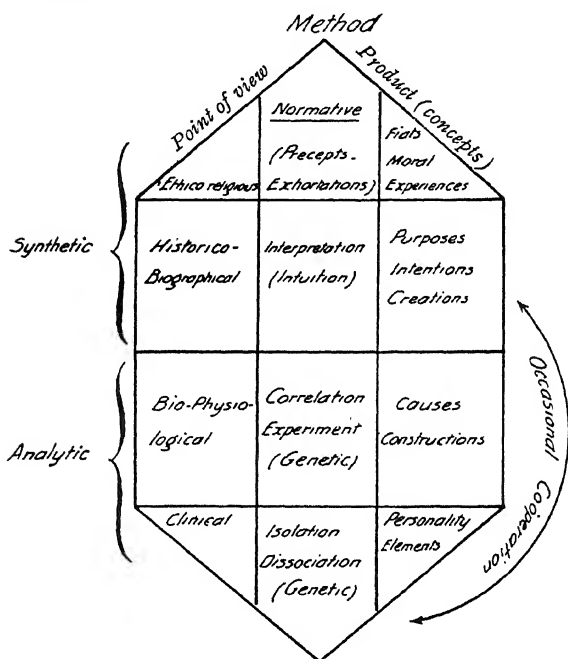 Method
Point of view
Product (concepts)
Normative
(Precepts-
Exhortations)
Fiats
Moral
Experiences
Ethico religious
Synthetic
Historico-
Biographical
Interpretation
(Intuition)
Purposes
Intentions
Creations
Analytic
Bio-Physio-
logical
Correlation
Experiment
(Genetic)
Causes
Constructions
Clinical
Isolation
Dissociation
(Genetic)
Personality
Elements
Occasional
Cooperation